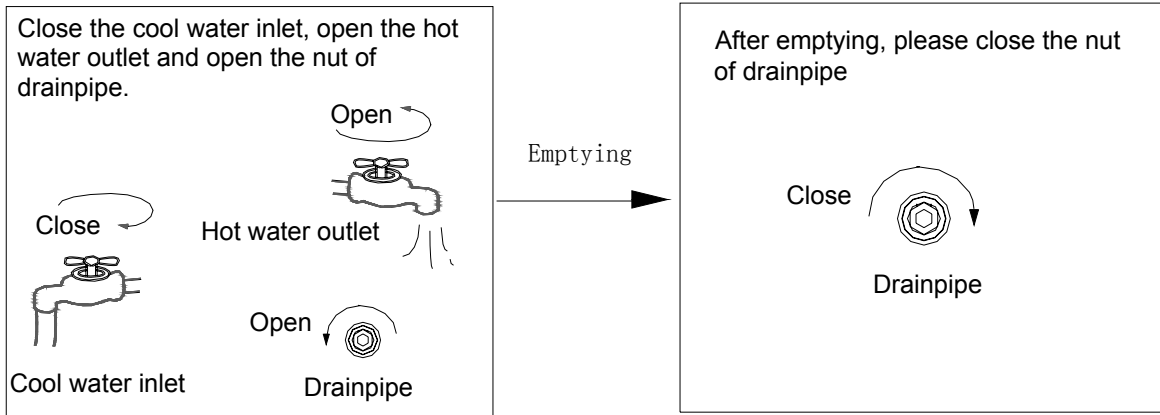 Close the cool water inlet, open the hot
water outlet and open the nut of
drainpipe.
Open
Close
Hot water outlet
Open
Cool water inlet
Drainpipe
Emptying
After emptying, please close the nut
of drainpipe
Close
Drainpipe